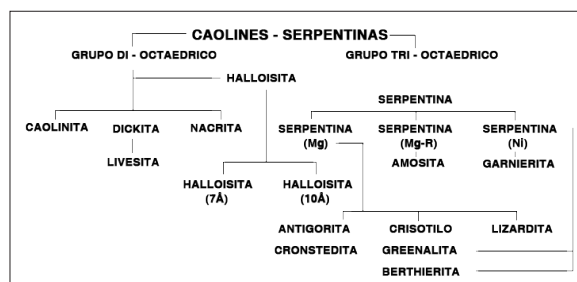 CAOLINES - SERPENTINAS
GRUPO DI - OCTAEDRICO
GRUPO TRI - OCTAEDRICO
HALLOISITA
SERPENTINA
CAOLINITA DICKITA NACRITA
SERPENTINA SERPENTINA SERPENTINA
(Mg) (Mg-R) (Ni)
LIVESITA
AMOSITA GARNIERITA
HALLOISITA HALLOISITA
(7Å) (10Å)
ANTIGORITA CRISOTILO LIZARDITA
CRONSTEDITA GREENALITA
BERTHIERITA